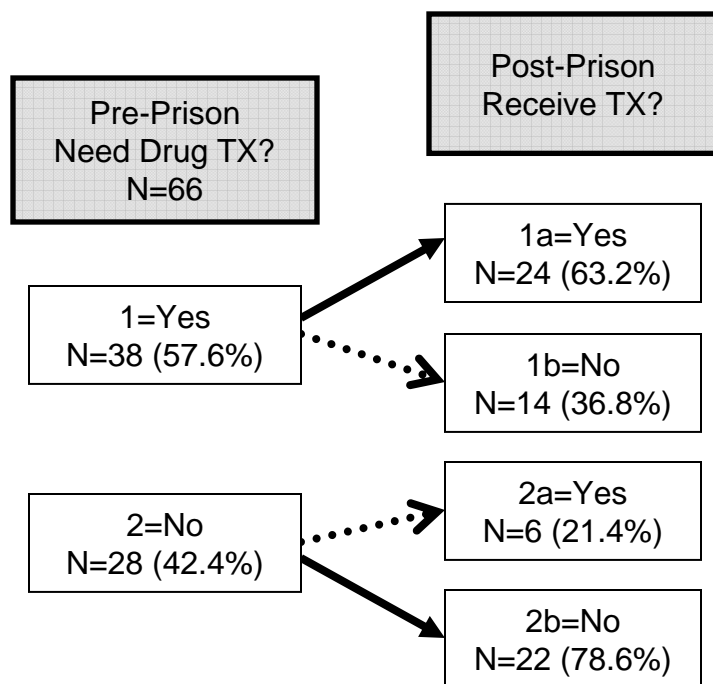 Pre-Prison
Need Drug TX?
N=66
Post-Prison
Receive TX?
1=Yes
N=38 (57.6%)
1a=Yes
N=24 (63.2%)
1b=No
N=14 (36.8%)
2=No
N=28 (42.4%)
2a=Yes
N=6 (21.4%)
2b=No
N=22 (78.6%)